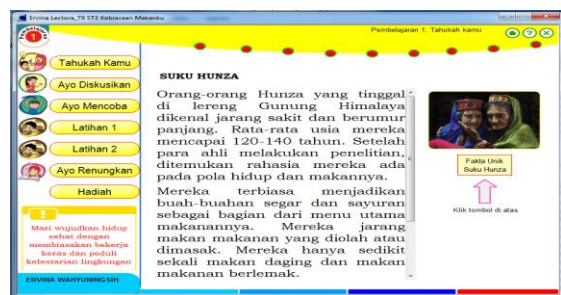 Ervina Lectora_T9 ST3 Kebiasaan Makanku
Pembelajaran 1: Tahukah kamu
Pembelajaran
1
Tahukah Kamu
Ayo Diskusikan
Ayo Mencoba
Latihan 1
Latihan 2
Ayo Renungkan
Hadiah
Mari wujudkan hidup
sehat dengan
membiasakan bekerja
keras dan peduli
kelestarian lingkungan
ERVINA WAHYUNINGSIH
SUKU HUNZA
Orang-orang Hunza yang tinggal
di lereng Gunung Himalaya
dikenal jarang sakit dan berumur
panjang. Rata-rata usia mereka
mencapai 120-140 tahun. Setelah
para ahli melakukan penelitian,
ditemukan rahasia mereka ada
pada pola hidup dan makannya.
Mereka terbiasa menjadikan
buah-buahan segar dan sayuran
sebagai bagian dari menu utama
makanannya. Mereka jarang
makan makanan yang diolah atau
dimasak. Mereka hanya sedikit
sekali makan daging dan makan
makanan berlemak.
Fakta Unik
Suku Hunza
Klik tombol di atas